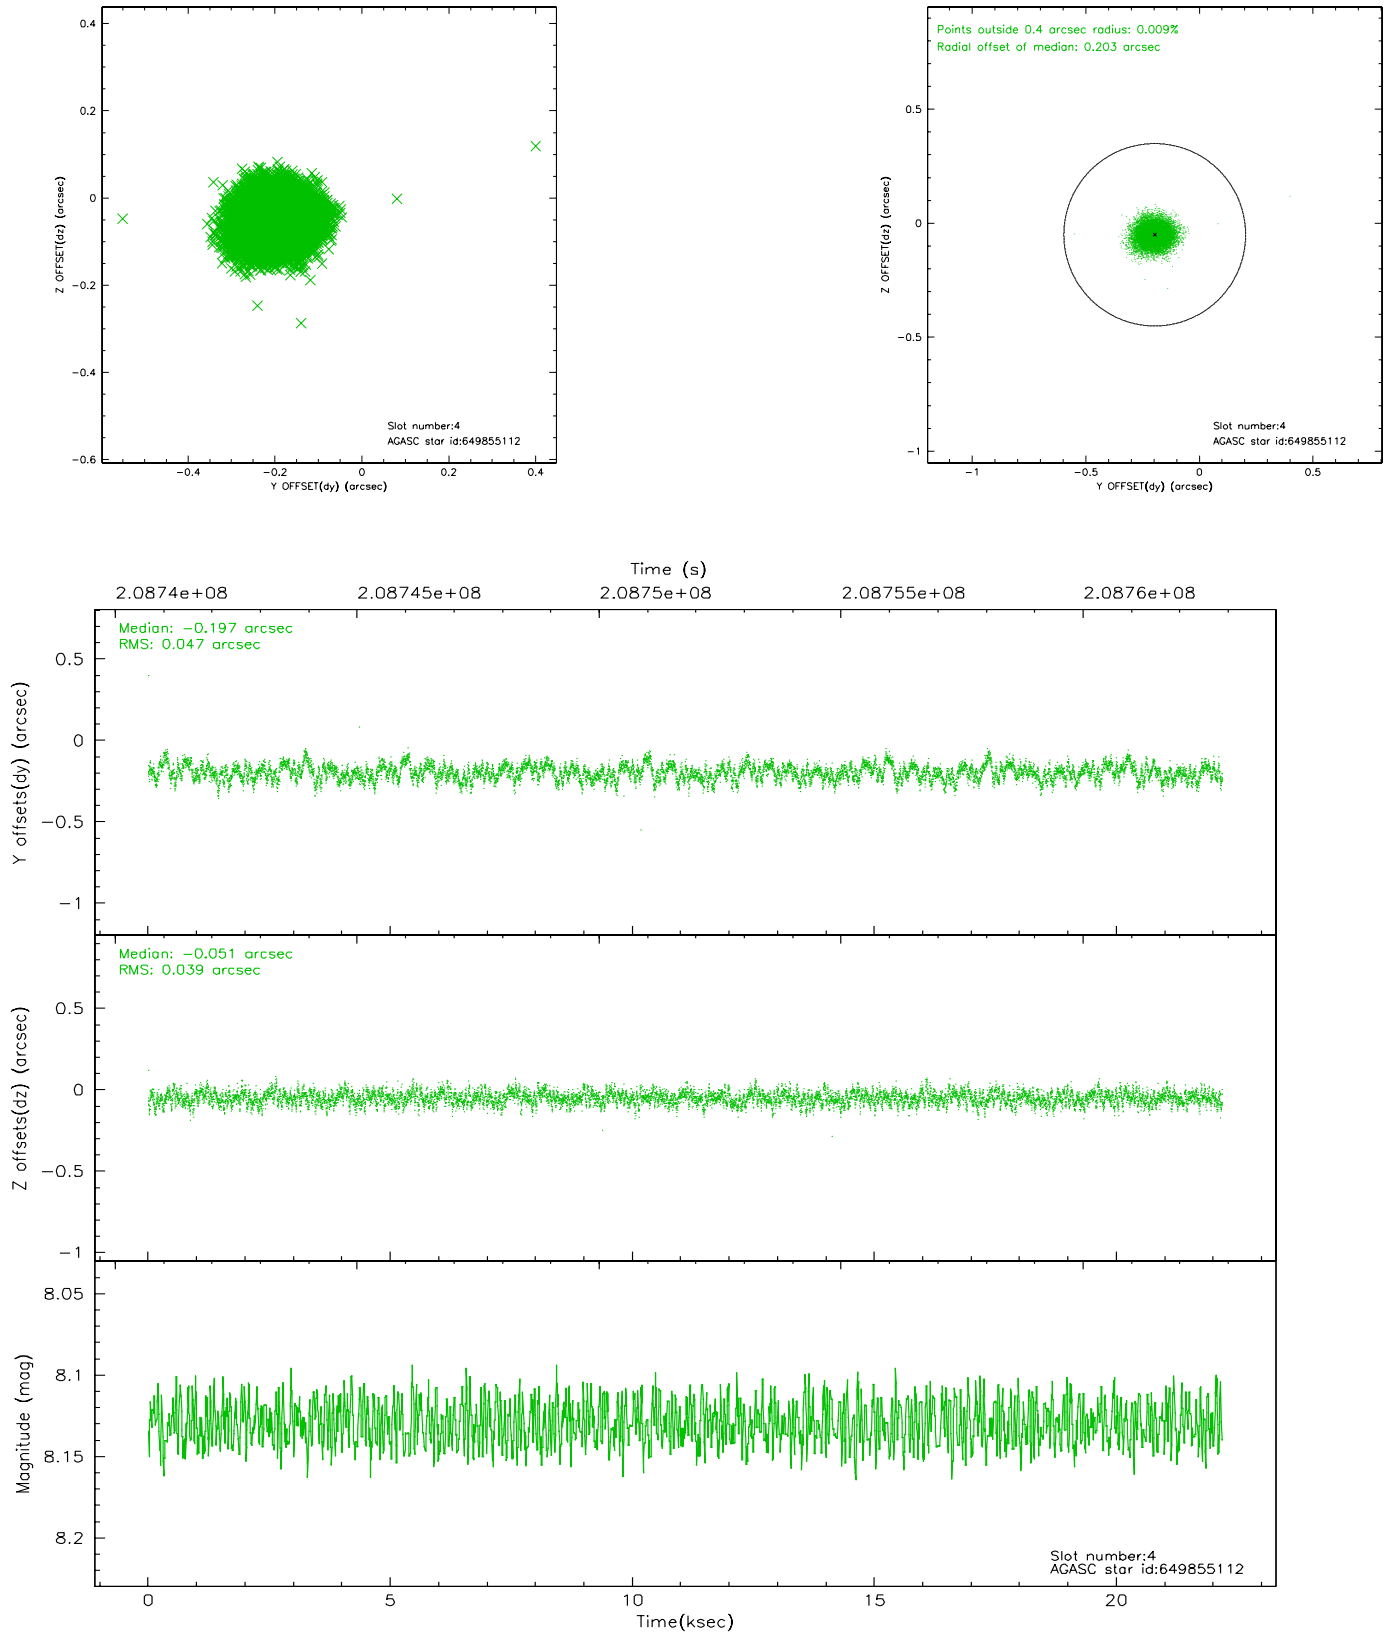 0.4
0.2
0
−0.2
−0.4
−0.6
Z OFFSET(dz) (arcsec)
Slot number:4
AGASC star id:649855112
−0.4
−0.2
0
0.2
0.4
Y OFFSET(dy) (arcsec)
Points outside 0.4 arcsec radius: 0.009%
Radial offset of median: 0.203 arcsec
0.5
0
−0.5
−1
Z OFFSET(dz) (arcsec)
Slot number:4
AGASC star id:649855112
−1
−0.5
0
0.5
Y OFFSET(dy) (arcsec)
Time (s)
2.0874e+08
2.08745e+08
2.0875e+08
2.08755e+08
2.0876e+08
Median: −0.197 arcsec
RMS: 0.047 arcsec
0.5
0
−0.5
−1
Y offsets(dy) (arcsec)
Median: −0.051 arcsec
RMS: 0.039 arcsec
0.5
0
−0.5
−1
Z offsets(dz) (arcsec)
8.05
8.1
8.15
8.2
Magnitude (mag)
Slot number:4
AGASC star id:649855112
0
5
10
15
20
Time(ksec)